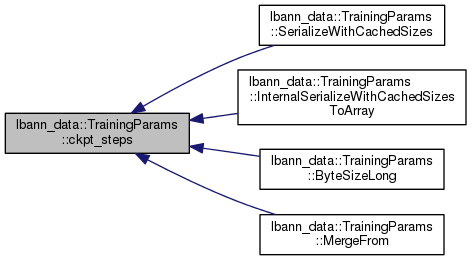 lbann_data::TrainingParams
::ckpt_steps
lbann_data::TrainingParams
::SerializeWithCachedSizes
lbann_data::TrainingParams
::InternalSerializeWithCachedSizes
ToArray
lbann_data::TrainingParams
::ByteSizeLong
lbann_data::TrainingParams
::MergeFrom